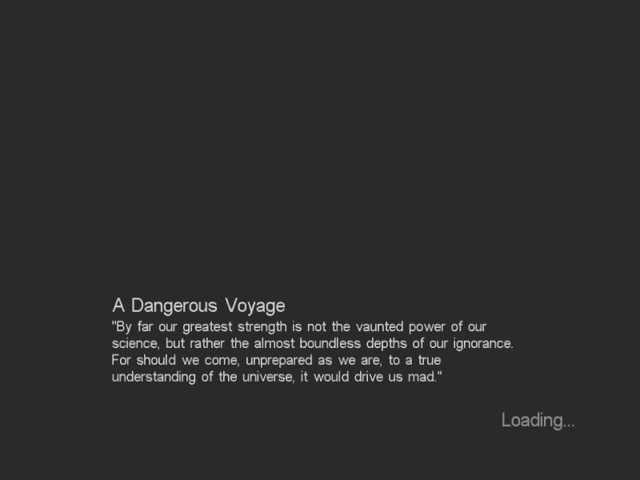 A Dangerous Voyage
"By far our greatest strength is not the vaunted power of our
science, but rather the almost boundless depths of our ignorance.
For should we come, unprepared as we are, to a true
understanding of the universe, it would drive us mad."
Loading...